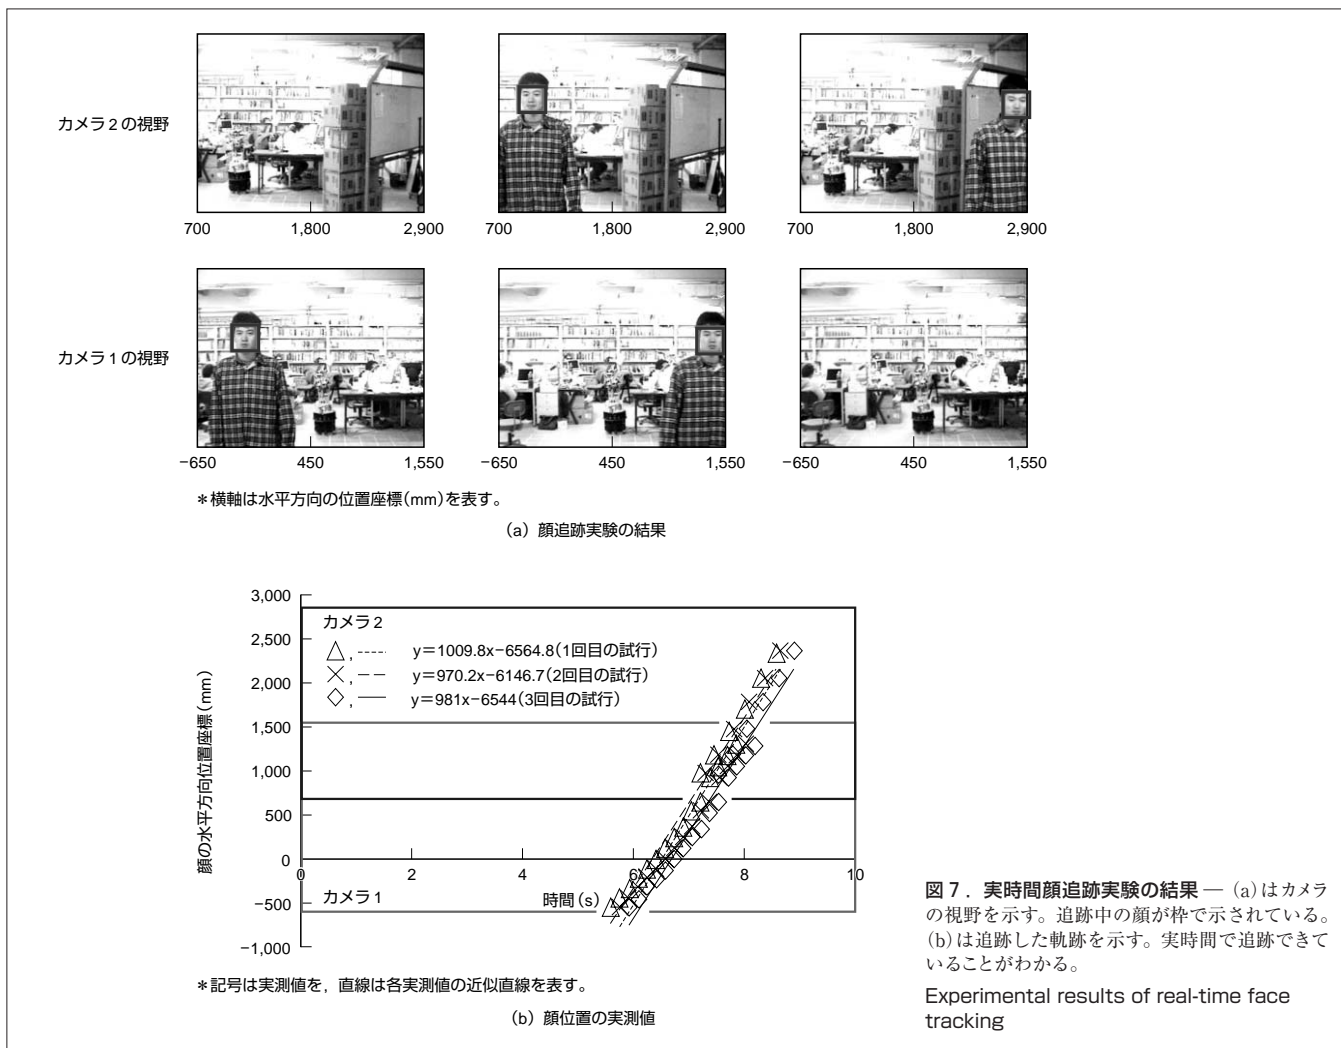 カメラ2の視野
700 1,800 2,900
700 1,800 2,900
700 1,800 2,900
カメラ1の視野
−650 450 1,550
−650 450 1,550
−650 450 1,550
＊横軸は水平方向の位置座標(mm)を表す。
(a) 顔追跡実験の結果
顔の水平方向位置座標(mm)
3,000
2,500
2,000
1,500
1,000
500
0
−500
−1,000
カメラ2
△, ----- y＝1009.8x−6564.8(1回目の試行)
×, – – – y＝970.2x−6146.7(2回目の試行)
◇, —— y＝981x−6544(3回目の試行)
0 2 4 6 8 10
カメラ1
時間(s)
＊記号は実測値を，直線は各実測値の近似直線を表す。
(b) 顔位置の実測値
図7．実時間顔追跡実験の結果 — (a)はカメラ
の視野を示す。追跡中の顔が枠で示されている。
(b)は追跡した軌跡を示す。実時間で追跡できて
いることがわかる。
Experimental results of real-time face
tracking